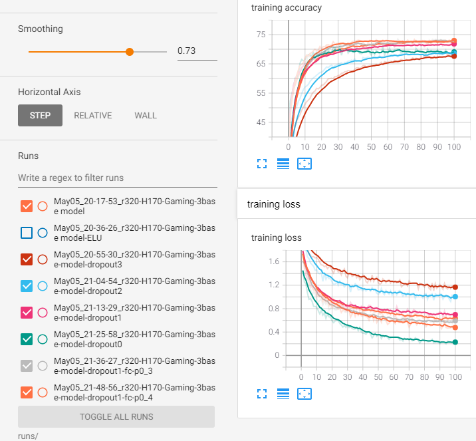 Smoothing
0.73
Horizontal Axis
STEP RELATIVE WALL
Runs
Write a regex to filter runs
May05_20-17-53_r320-H170-Gaming-3bas
e-model
May05_20-36-26_r320-H170-Gaming-3bas
e-model-ELU
May05_20-55-30_r320-H170-Gaming-3bas
e-model-dropout3
May05_21-04-54_r320-H170-Gaming-3bas
e-model-dropout2
May05_21-13-29_r320-H170-Gaming-3bas
e-model-dropout1
May05_21-25-58_r320-H170-Gaming-3bas
e-model-dropout0
May05_21-36-27_r320-H170-Gaming-3bas
e-model-dropout1-fc-p0_3
May05_21-48-56_r320-H170-Gaming-3bas
e-model-dropout1-fc-p0_4
TOGGLE ALL RUNS
runs/
training accuracy
75
65
55
45
0 10 20 30 40 50 60 70 80 90 100
training loss
training loss
1.6
1.2
0.8
0.4
0
0 10 20 30 40 50 60 70 80 90 100